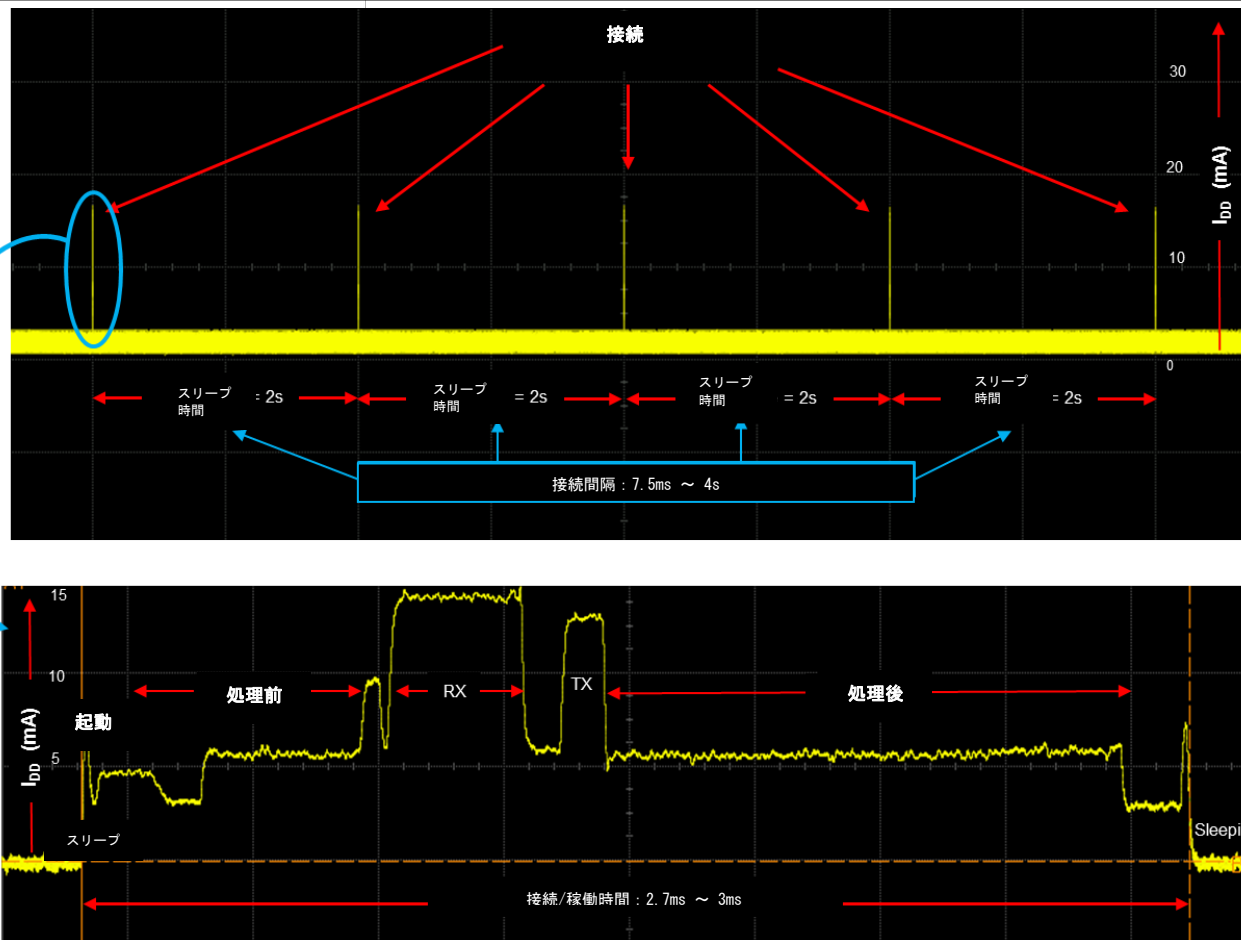 接続
30
20
10
0
IDD (mA)
スリープ
時間
= 2s
スリープ
時間
= 2s
スリープ
時間
= 2s
スリープ
時間
= 2s
接続間隔：7.5ms ～ 4s
15
10
5
IDD (mA)
起動
処理前
RX
TX
処理後
スリープ
Sleepi
接続/稼働時間：2.7ms ～ 3ms